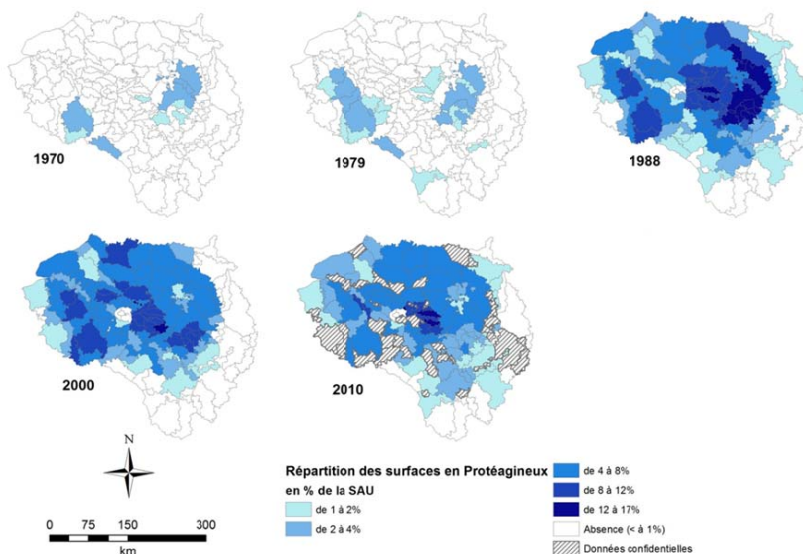 1970
1979
1988
2000
2010
N
0 75 150 300
km
Répartition des surfaces en Protéagineux
en % de la SAU
de 1 à 2%
de 2 à 4%
de 4 à 8%
de 8 à 12%
de 12 à 17%
Absence (< à 1%)
Données confidentielles